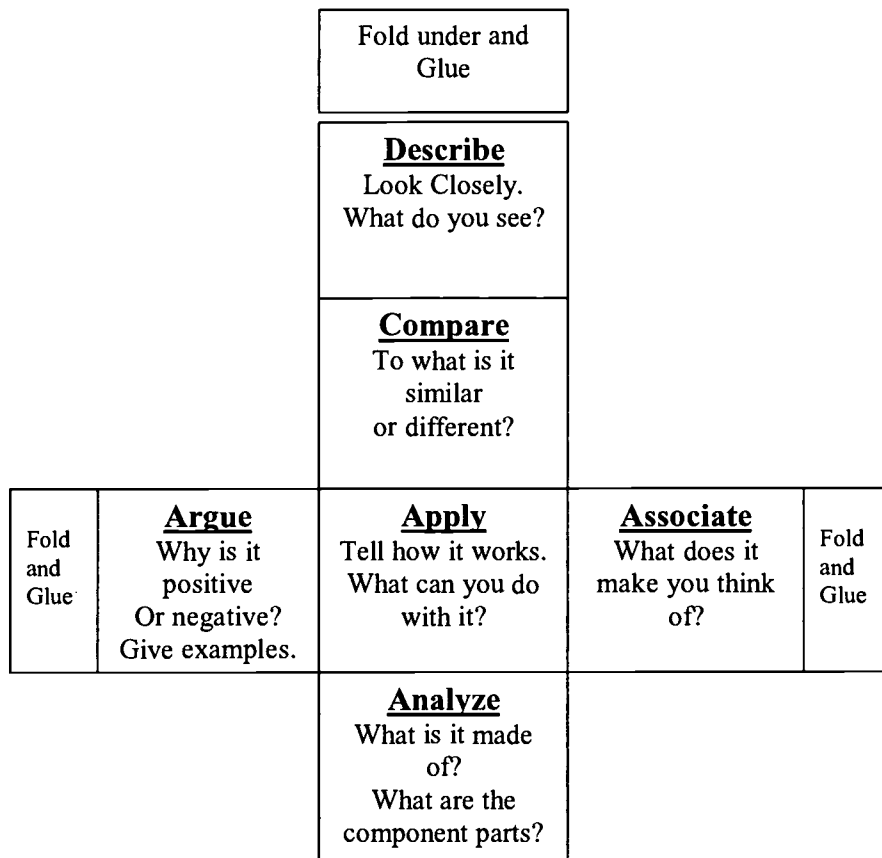 Fold under and
Glue
Describe
Look Closely.
What do you see?
Compare
To what is it
similar
or different?
Fold
and
Glue
Argue
Why is it
positive
Or negative?
Give examples.
Apply
Tell how it works.
What can you do
with it?
Associate
What does it
make you think
of?
Fold
and
Glue
Analyze
What is it made
of?
What are the
component parts?